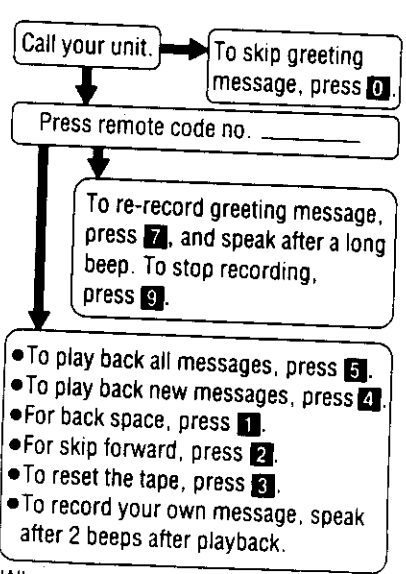 Call your unit.
To skip greeting
message, press 0.
Press remote code no. ________
To re-record greeting message,
press 7, and speak after a long
beep. To stop recording,
press 9.
●To play back all messages, press 5.
●To play back new messages, press 4.
●For back space, press 1.
●For skip forward, press 2.
●To reset the tape, press 3.
●To record your own message, speak
after 2 beeps after playback.